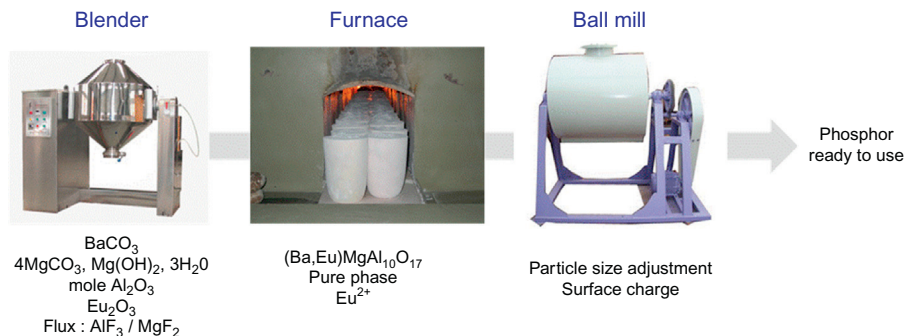 Blender
Furnace
Ball mill
Phosphor
ready to use
BaCO₃
4MgCO₃, Mg(OH)₂, 3H₂0
mole Al₂O₃
Eu₂O₃
Flux : AlF₃ / MgF₂
(Ba,Eu)MgAl₁₀O₁₇
Pure phase
Eu²⁺
Particle size adjustment
Surface charge